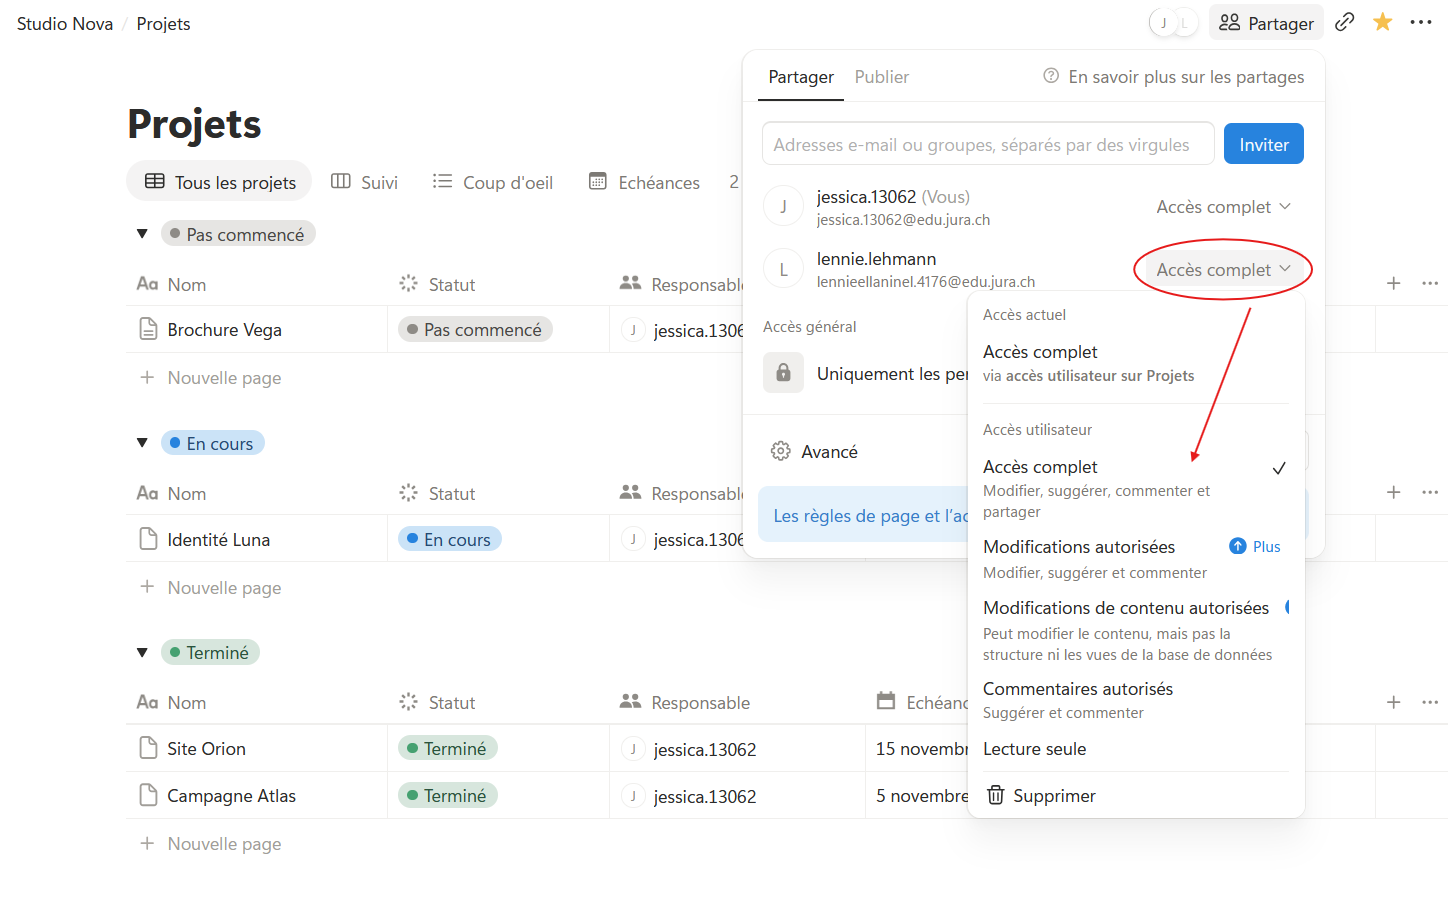 Studio Nova / Projets
J L Partager
Partager Publier En savoir plus sur les partages
Projets
Adresses e-mail ou groupes, séparés par des virgules Inviter
Tous les projets Suivi Coup d'oeil Echéances 2
J jessica.13062 (Vous) Accès complet
jessica.13062@edu.jura.ch
Pas commencé
L lennie.lehmann Accès complet
lennieellaninel.4176@edu.jura.ch
Aa Nom Statut Responsable
Accès général
Accès actuel
Brochure Vega Pas commencé J jessica.1306
Accès complet
via accès utilisateur sur Projets
Uniquement les per
+ Nouvelle page
Accès utilisateur
En cours
Avancé
Accès complet
Modifier, suggérer, commenter et
partager
Aa Nom Statut Responsable
Les règles de page et l’ac
Identité Luna En cours J jessica.1306
Modifications autorisées Plus
Modifier, suggérer et commenter
+ Nouvelle page
Modifications de contenu autorisées
Peut modifier le contenu, mais pas la
structure ni les vues de la base de données
Terminé
Commentaires autorisés
Suggérer et commenter
Aa Nom Statut Responsable Echéanc
Site Orion Terminé J jessica.13062 15 novembr
Lecture seule
Campagne Atlas Terminé J jessica.13062 5 novembre
Supprimer
+ Nouvelle page